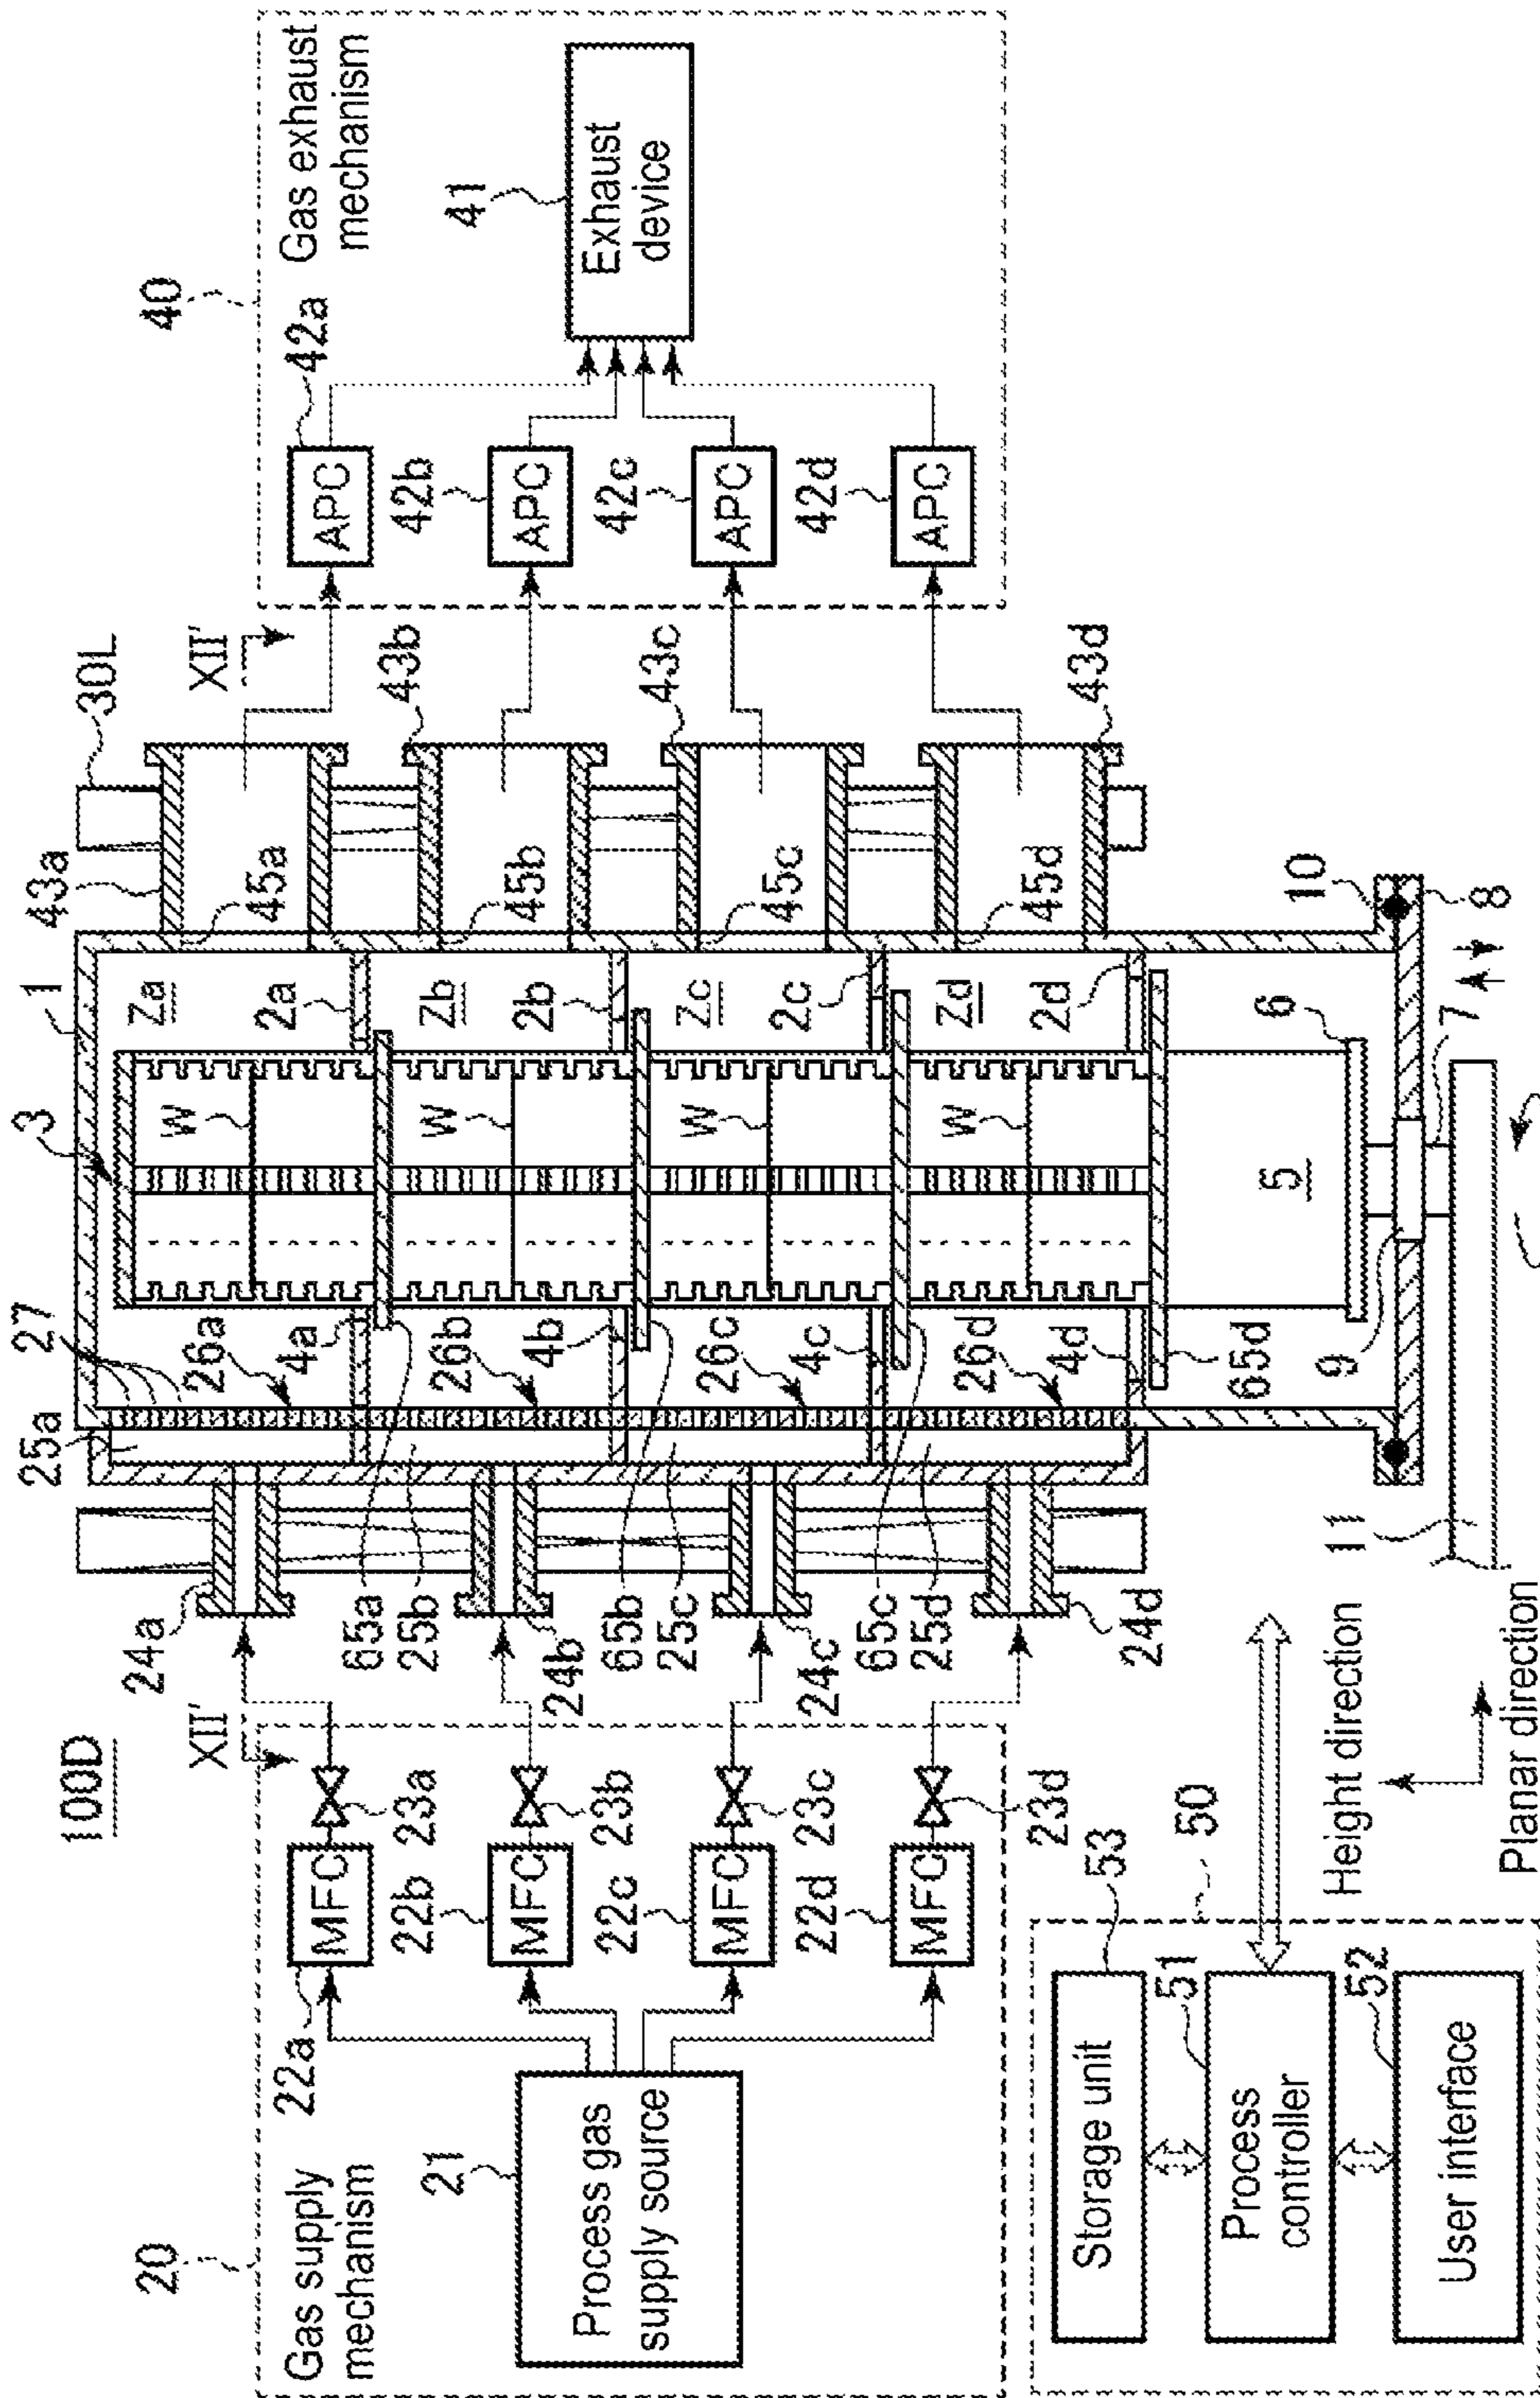 100D
20
Gas supply
mechanism
21
Process gas
supply source
22a
MFC
23a
22b
MFC
23b
22c
MFC
23c
22d
MFC
23d
XII'
24a
24b
24c
24d
65a
25b
65b
25c
65c
25d
25a
27
26a
4a
26b
4b
26c
4c
26d
4d
65d
3
W
W
W
W
1
Za
2a
Zb
2b
Zc
2c
Zd
2d
5
6
7
8
9
10
11
43a
45a
45b
45c
45d
30L
XII'
43b
43c
43d
40
Gas exhaust
mechanism
42a
APC
42b
APC
42c
APC
42d
APC
41
Exhaust
device
50
Storage unit
53
51
Process
controller
52
User interface
Height direction
Planar direction